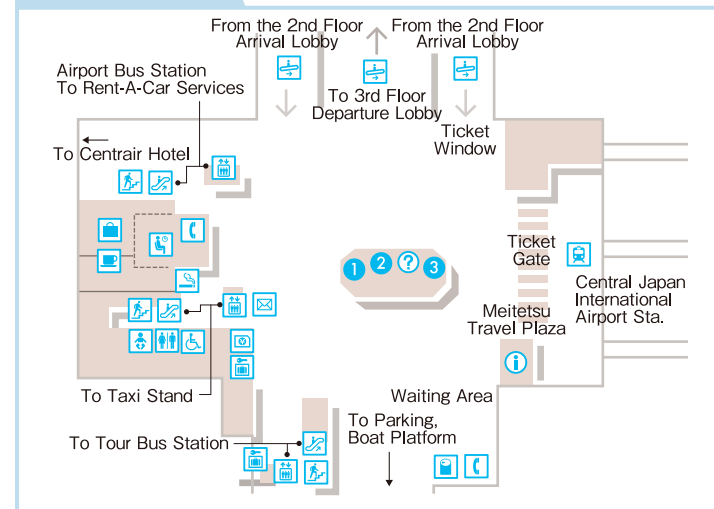 From the 2nd Floor
Arrival Lobby
From the 2nd Floor
Arrival Lobby
Airport Bus Station
To Rent-A-Car Services
To 3rd Floor
Departure Lobby
Ticket
Window
To Centrair Hotel
Ticket
Gate
1 2 ? 3
Central Japan
International
Airport Sta.
Meitetsu
Travel Plaza
i
To Taxi Stand
Waiting Area
To Parking,
Boat Platform
To Tour Bus Station